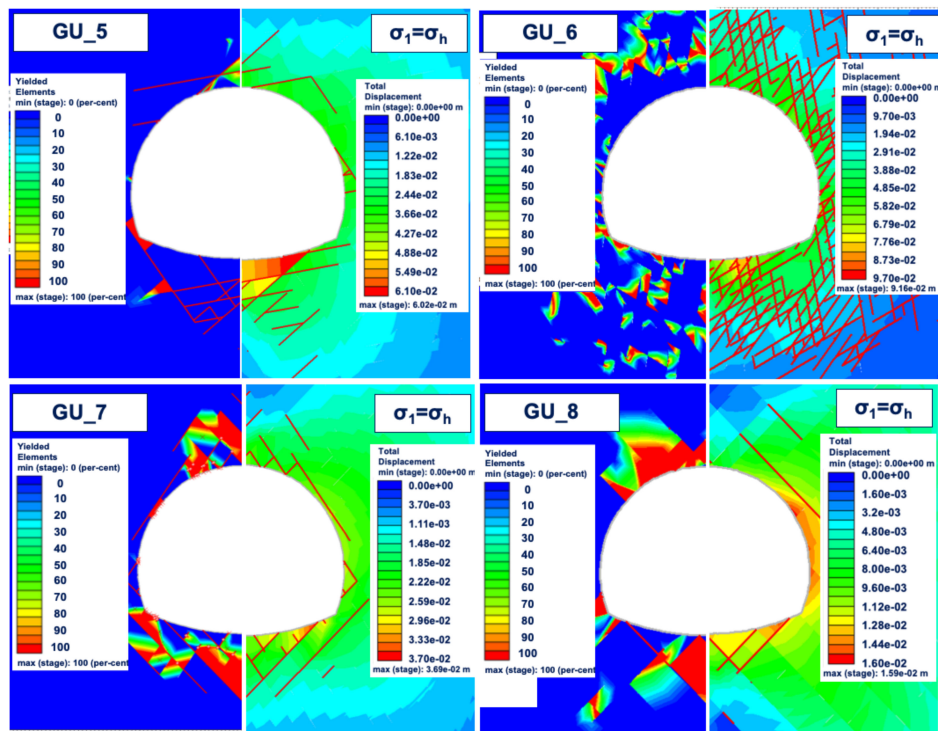 GU_5
σ₁=σₕ
Yielded
Elements
min (stage): 0 (per-cent)
0
10
20
30
40
50
60
70
80
90
100
max (stage): 100 (per-cent
Total
Displacement
min (stage): 0.00e+00 m
0.00e+00
6.10e-03
1.22e-02
1.83e-02
2.44e-02
3.66e-02
4.27e-02
4.88e-02
5.49e-02
6.10e-02
max (stage): 6.02e-02 m
GU_6
σ₁=σₕ
Yielded
Elements
min (stage): 0 (per-cent)
0
10
20
30
40
50
60
70
80
90
100
max (stage): 100 (per-cent
Total
Displacement
min (stage): 0.00e+00 m
0.00e+00
9.70e-03
1.94e-02
2.91e-02
3.88e-02
4.85e-02
5.82e-02
6.79e-02
7.76e-02
8.73e-02
9.70e-02
max (stage): 9.16e-02 m
GU_7
σ₁=σₕ
Yielded
Elements
min (stage): 0 (per-cent)
0
10
20
30
40
50
60
70
80
90
100
max (stage): 100 (per-cent
Total
Displacement
min (stage): 0.00e+00 m
0.00e+00
3.70e-03
1.11e-03
1.48e-02
1.85e-02
2.22e-02
2.59e-02
2.96e-02
3.33e-02
3.70e-02
max (stage): 3.69e-02 m
GU_8
σ₁=σₕ
Yielded
Elements
min (stage): 0 (per-cent)
0
10
20
30
40
50
60
70
80
90
100
max (stage): 100 (per-cent
Total
Displacement
min (stage): 0.00e+00 m
0.00e+00
1.60e-03
3.2e-03
4.80e-03
6.40e-03
8.00e-03
9.60e-03
1.12e-02
1.28e-02
1.44e-02
1.60e-02
max (stage): 1.59e-02 m